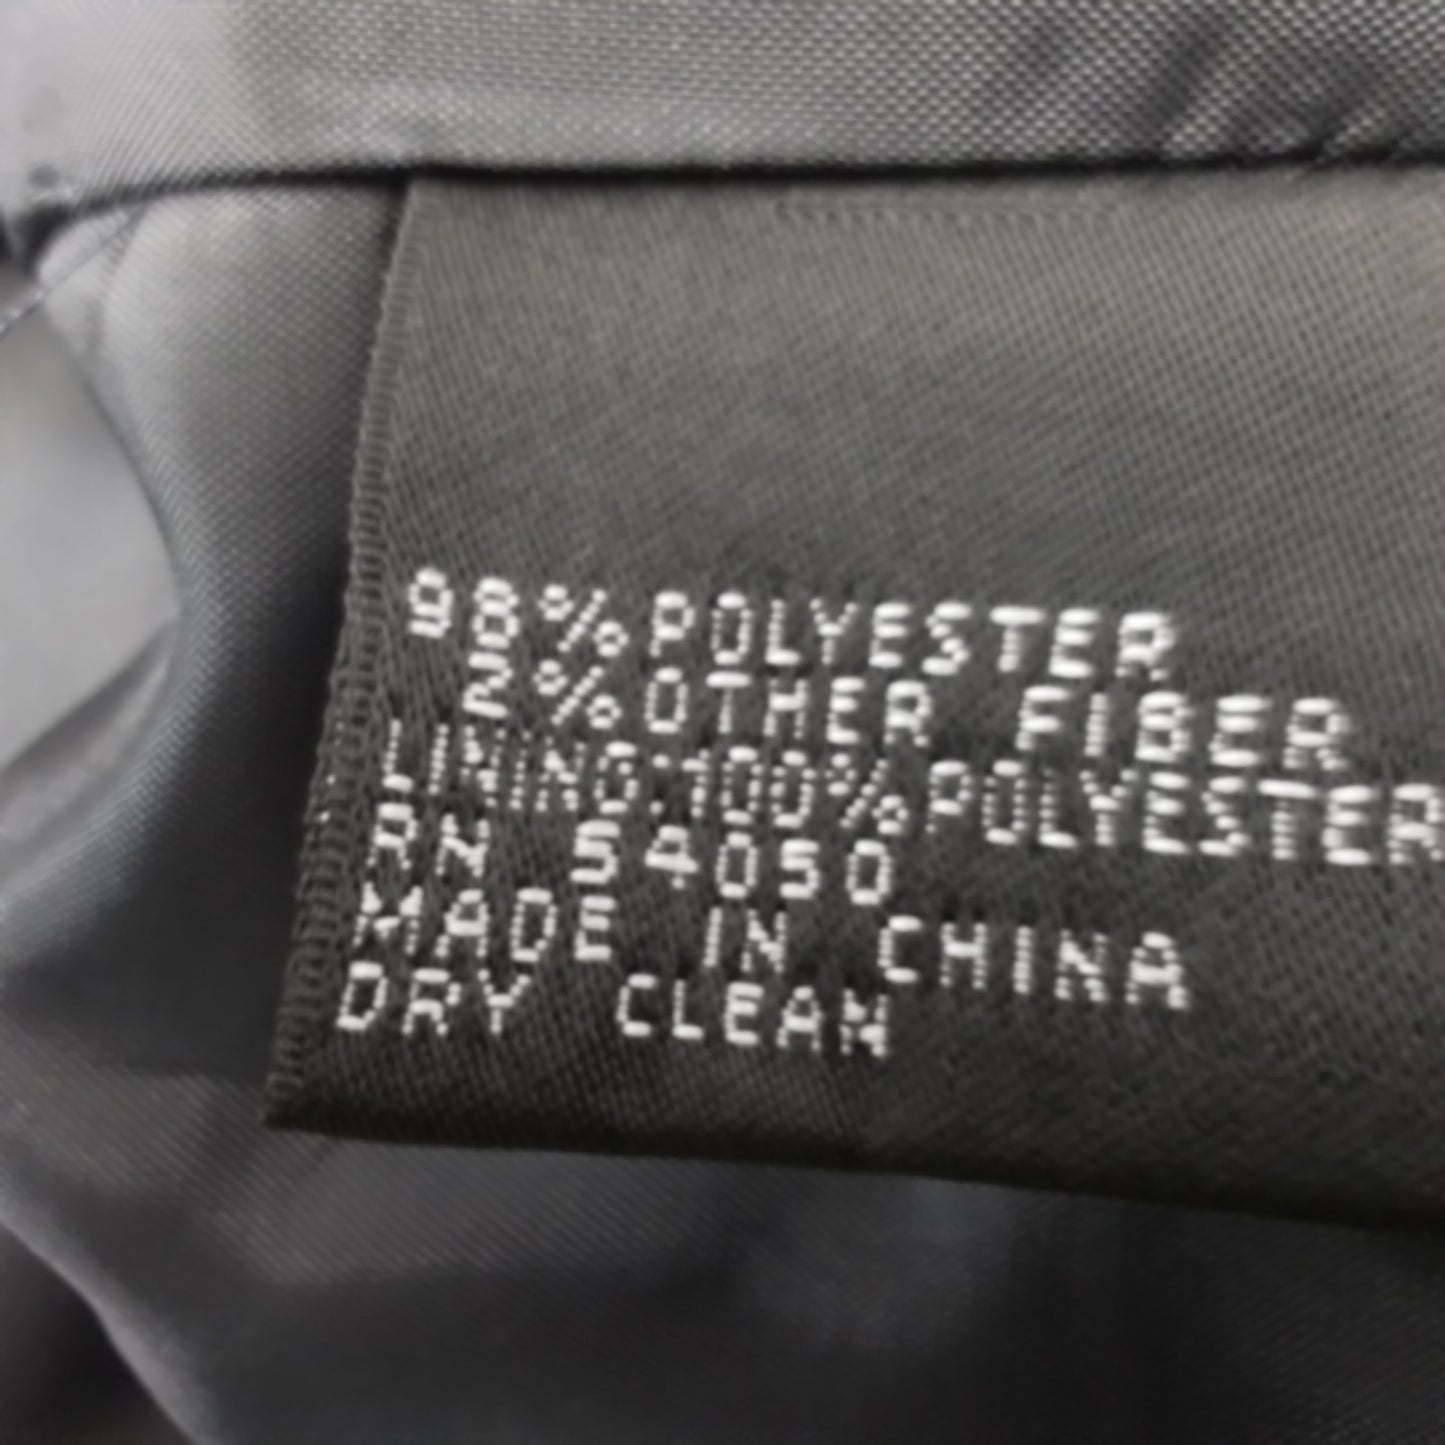 98%POLYESTER
2%OTHER FIBER
LINING:100%POLYESTER
RN 54050
MADE IN CHINA
DRY CLEAN